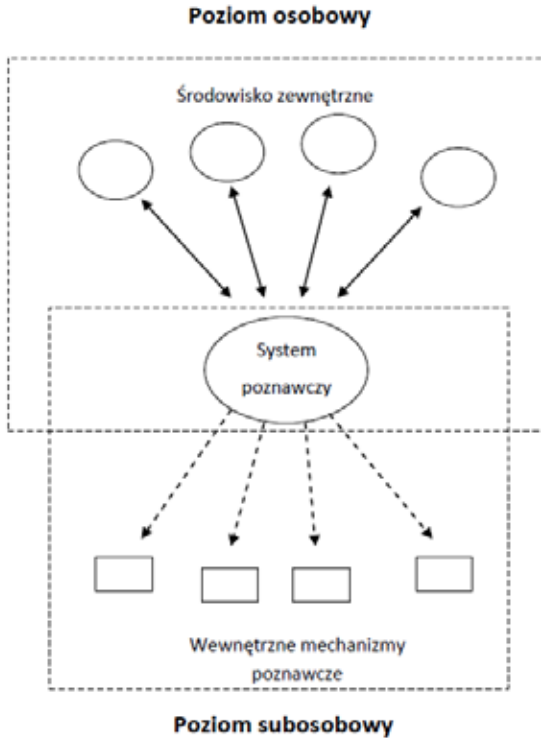 Poziom osobowy
Środowisko zewnętrzne
System
poznawczy
Wewnętrzne mechanizmy
poznawcze
Poziom subosobowy